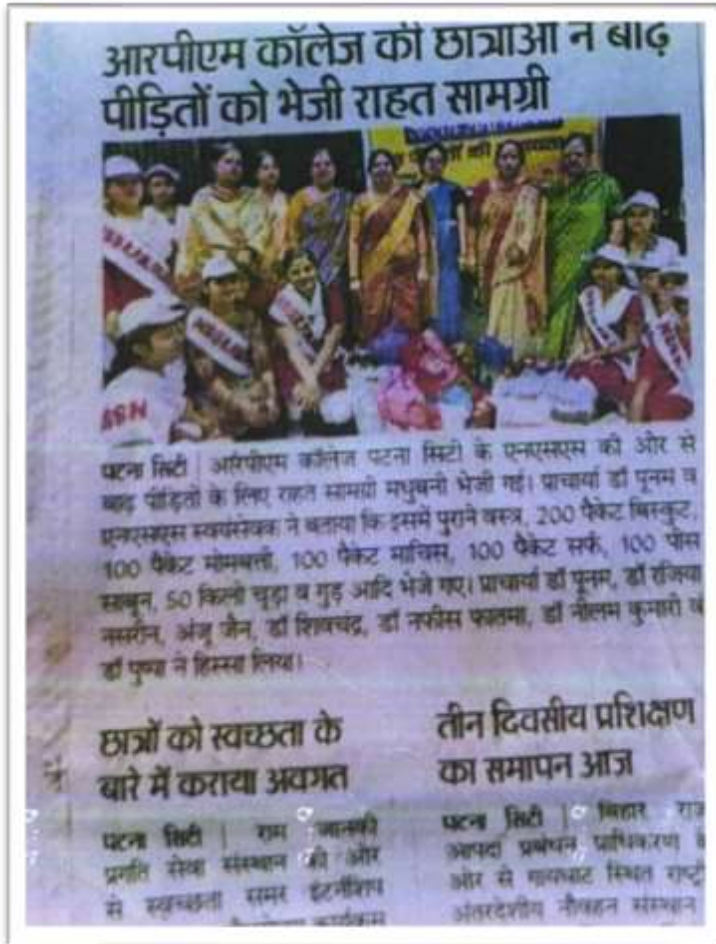 आरपीएम कॉलेज की छात्राओं ने बाढ़
पीड़ितों को भेजी राहत सामग्री
NSS
पटना सिटी | आरपीएम कॉलेज पटना सिटी के एनएसएस की ओर से
बाढ़ पीड़ितों के लिए राहत सामग्री मधुबनी भेजी गई। प्राचार्या डॉ पूनम व
एनएसएस स्वयंसेवक ने बताया कि इसमें पुराने वस्त्र, 200 पैकेट बिस्कुट,
100 पैकेट मोमबत्ती, 100 पैकेट माचिस, 100 पैकेट सर्फ, 100 पीस
साबुन, 50 किलो चूड़ा व गुड़ आदि भेजे गए। प्राचार्या डॉ पूनम, डॉ रजिया
नसरीन, अंजू जैन, डॉ शिवचंद्र, डॉ नफीस फातमा, डॉ नीलम कुमारी व
डॉ पुष्पा ने हिस्सा लिया।
छात्रों को स्वच्छता के
बारे में कराया अवगत
पटना सिटी | राम जानकी
प्रगति सेवा संस्थान की ओर
से स्वच्छता समर इंटर्नशिप
कार्यक्रम
तीन दिवसीय प्रशिक्षण
का समापन आज
पटना सिटी | बिहार राज
आपदा प्रबंधन प्राधिकरण
ओर से गायघाट स्थित राष्ट्री
अंतरदेशीय नौवहन संस्थान